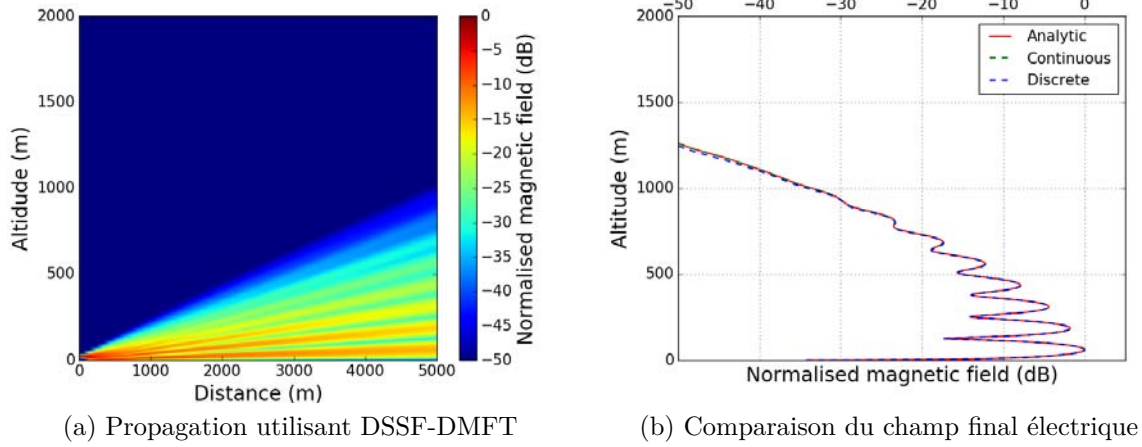 2000
1500
1000
500
0
Altidude (m)
0 1000 2000 3000 4000 5000
Distance (m)
0
−5
−10
−15
−20
−25
−30
−35
−40
−45
−50
Normalised magnetic field (dB)
(a) Propagation utilisant DSSF-DMFT
−50 −40 −30 −20 −10 0
2000
1500
1000
500
0
Altitude (m)
Analytic
Continuous
Discrete
Normalised magnetic field (dB)
(b) Comparaison du champ final électrique